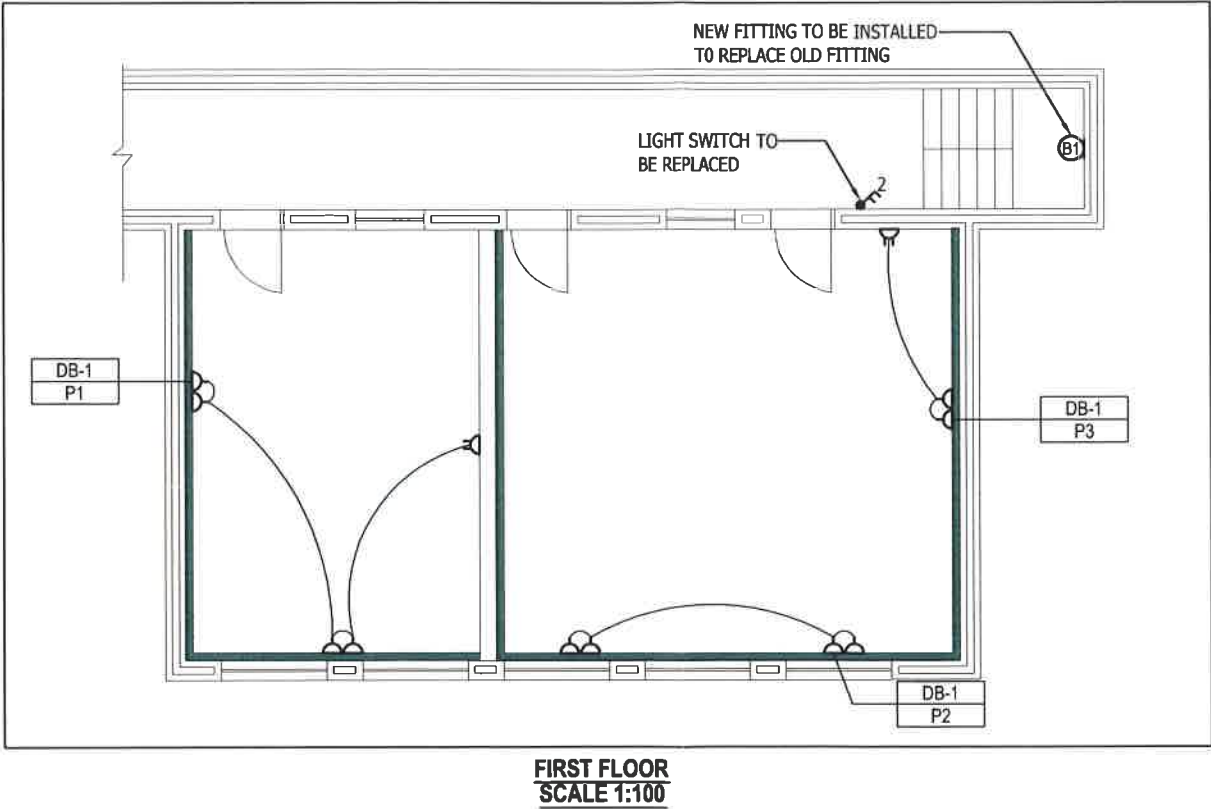 NEW FITTING TO BE INSTALLED
TO REPLACE OLD FITTING
LIGHT SWITCH TO
BE REPLACED
B1
2
DB-1
P1
DB-1
P3
DB-1
P2
FIRST FLOOR
SCALE 1:100